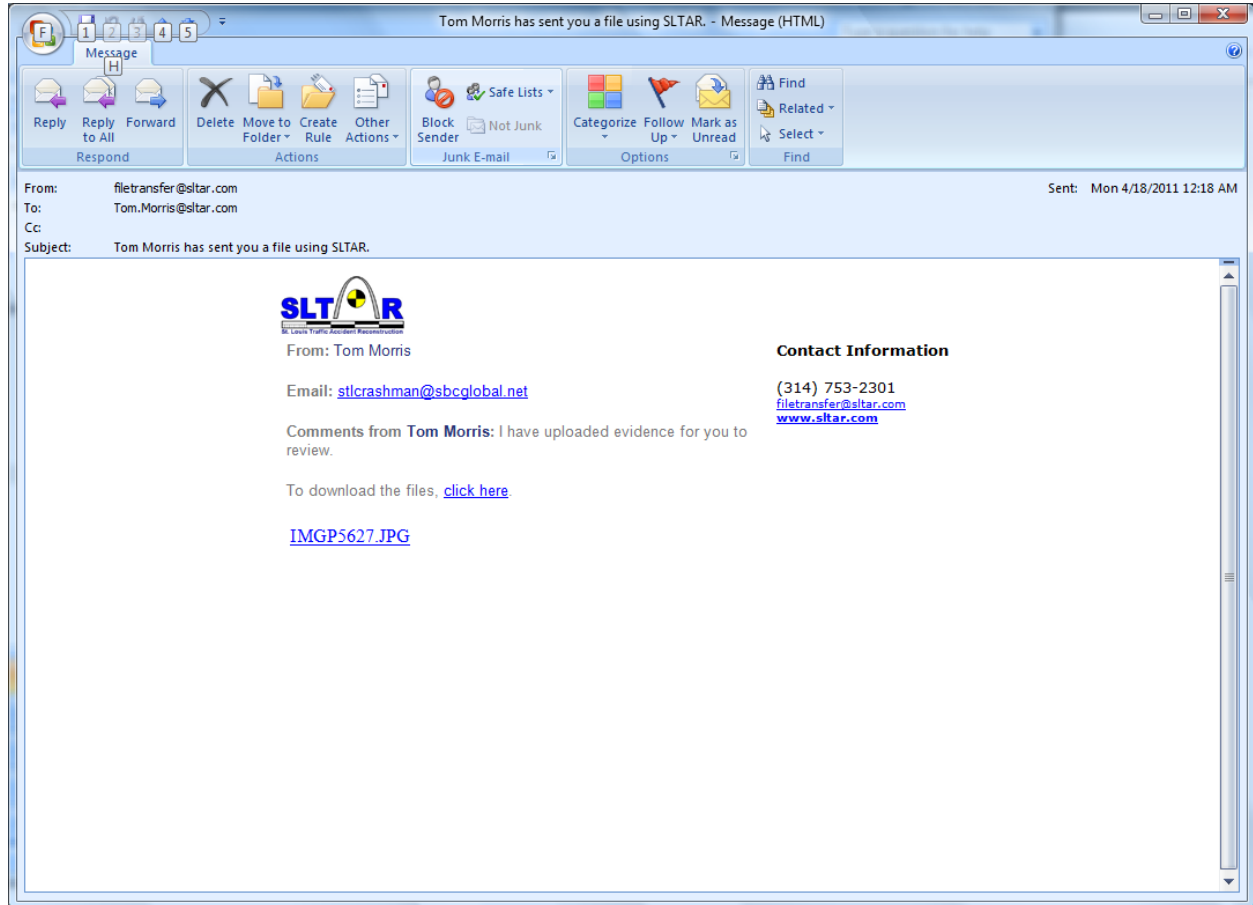 Tom Morris has sent you a file using SLTAR. - Message (HTML)
F 1 2 3 4 5
Message
H
Reply
Reply to All
Forward
Delete
Move to Folder
Create Rule
Other Actions
Block Sender
Safe Lists
Not Junk
Categorize
Follow Up
Mark as Unread
Find
Related
Select
Respond
Actions
Junk E-mail
Options
Find
From: filetransfer@sltar.com
Sent: Mon 4/18/2011 12:18 AM
To: Tom.Morris@sltar.com
Cc:
Subject: Tom Morris has sent you a file using SLTAR.
SLTAR
St. Louis Traffic Accident Reconstruction
From: Tom Morris
Email: stlcrashman@sbcglobal.net
Comments from Tom Morris: I have uploaded evidence for you to
review.
To download the files, click here.
IMGP5627.JPG
Contact Information
(314) 753-2301
filetransfer@sltar.com
www.sltar.com